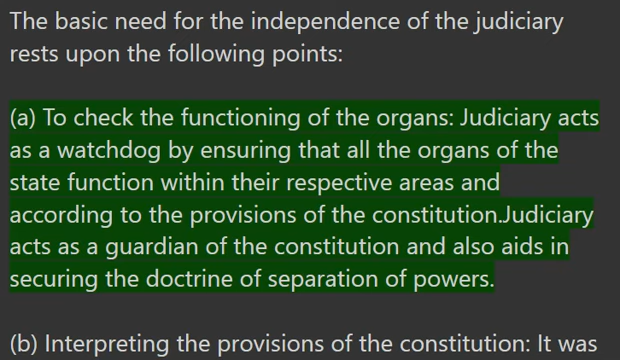 The basic need for the independence of the judiciary
rests upon the following points:
(a) To check the functioning of the organs: Judiciary acts
as a watchdog by ensuring that all the organs of the
state function within their respective areas and
according to the provisions of the constitution.Judiciary
acts as a guardian of the constitution and also aids in
securing the doctrine of separation of powers.
(b) Interpreting the provisions of the constitution: It was